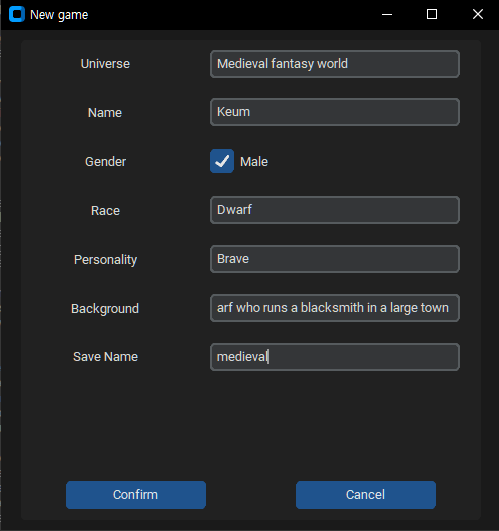 New game
Universe Medieval fantasy world
Name Keum
Gender Male
Race Dwarf
Personality Brave
Background arf who runs a blacksmith in a large town
Save Name medieval
Confirm Cancel